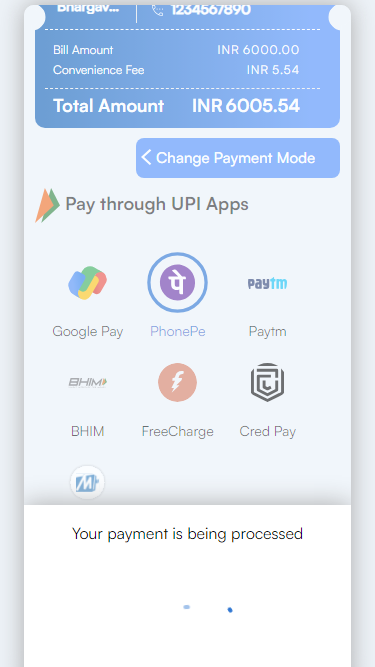 Bhargav... 1234567890
Bill Amount INR 6000.00
Convenience Fee INR 5.54
Total Amount INR 6005.54
Change Payment Mode
Pay through UPI Apps
पे paytm
Google Pay PhonePe Paytm
BHIM
BHIM FreeCharge Cred Pay
M
Your payment is being processed